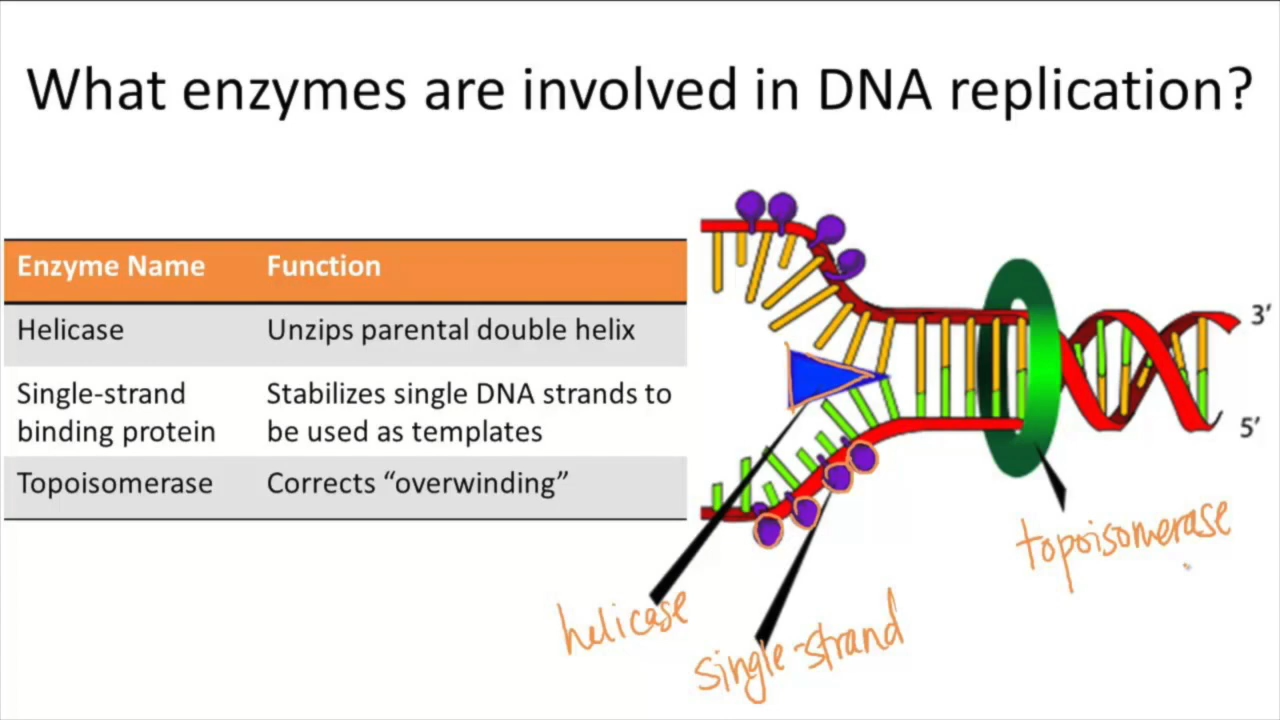 What enzymes are involved in DNA replication?
Enzyme Name Function
Helicase Unzips parental double helix
Single-strand Stabilizes single DNA strands to
binding protein be used as templates
Topoisomerase Corrects “overwinding”
3’
5’
topoisomerase
helicase
single-strand